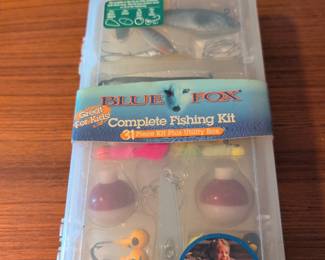 BLUE FOX
Great
For Kids!
Complete Fishing Kit
31 Piece Kit Plus Utility Box